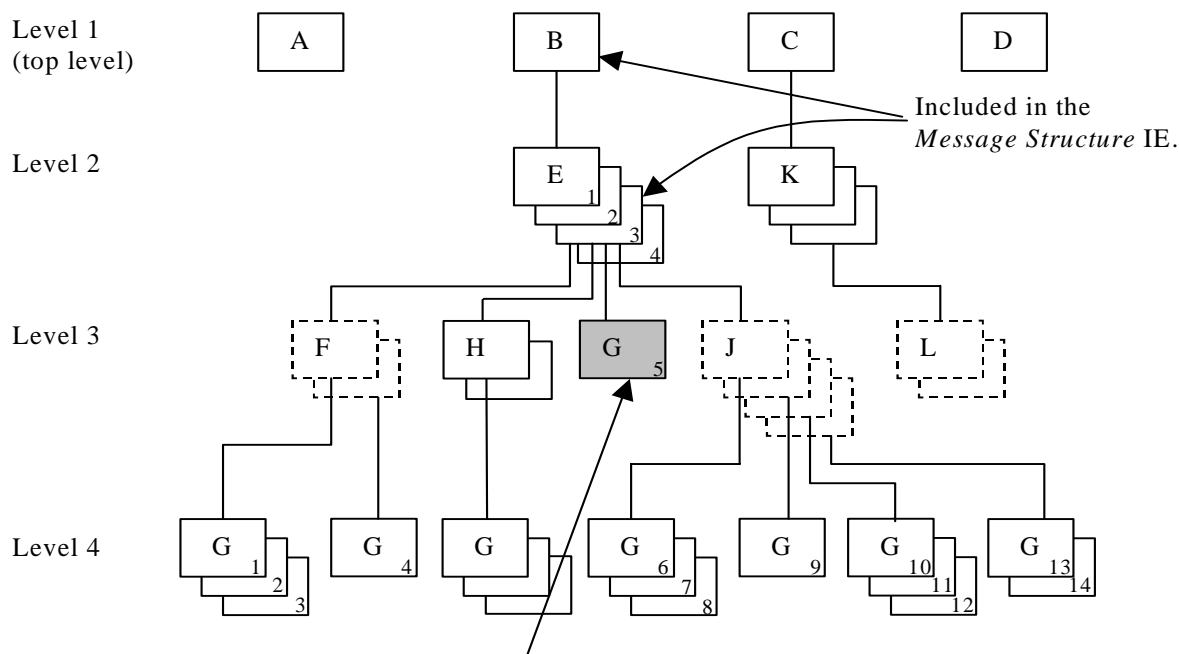 Level 1
(top level)
A
B
C
D
Included in the
Message Structure IE.
Level 2
E
1
2
3
4
K
Level 3
F
H
G
5
J
L
Level 4
G
1
2
3
G
4
G
G
6
7
8
G
9
G
10
11
12
G
13
14